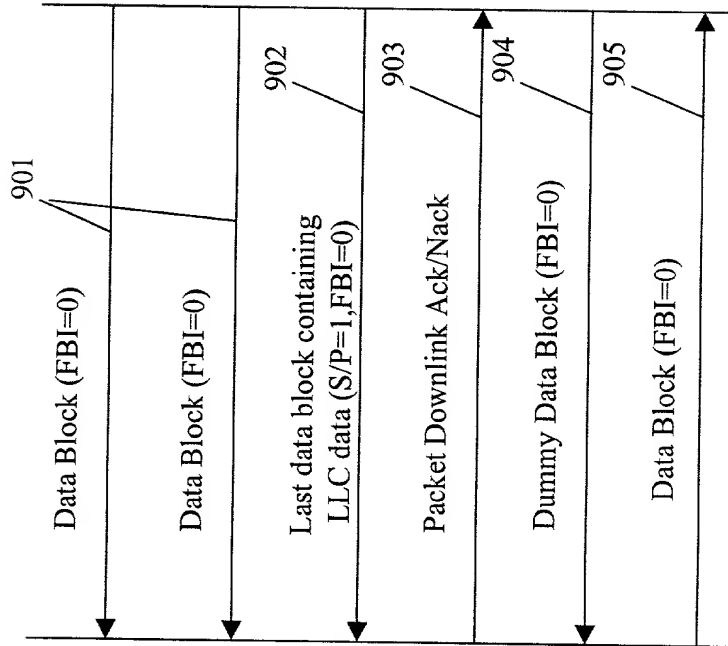 901
Data Block (FBI=0)
Data Block (FBI=0)
902
Last data block containing
LLC data (S/P=1,FBI=0)
903
Packet Downlink Ack/Nack
904
Dummy Data Block (FBI=0)
905
Data Block (FBI=0)